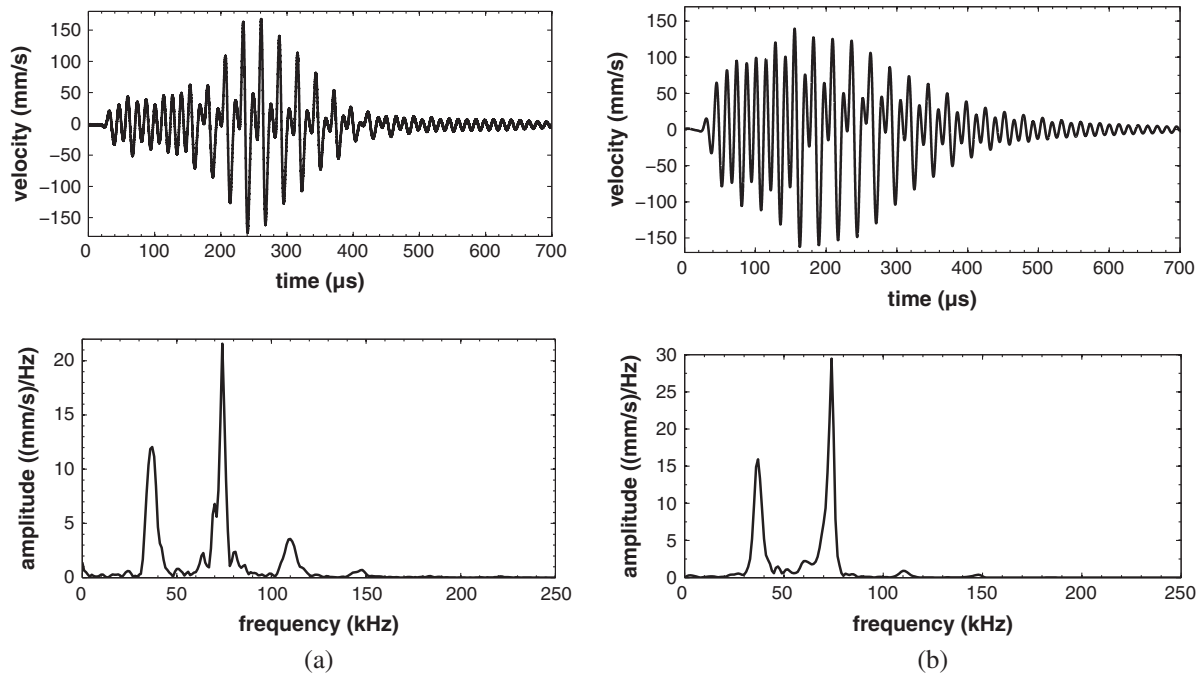 velocity (mm/s)
150
100
50
0
−50
−100
−150
0 100 200 300 400 500 600 700
time (µs)
velocity (mm/s)
150
100
50
0
−50
−100
−150
0 100 200 300 400 500 600 700
time (µs)
amplitude ((mm/s)/Hz)
20
15
10
5
0
0 50 100 150 200 250
frequency (kHz)
(a)
amplitude ((mm/s)/Hz)
30
25
20
15
10
5
0
0 50 100 150 200 250
frequency (kHz)
(b)